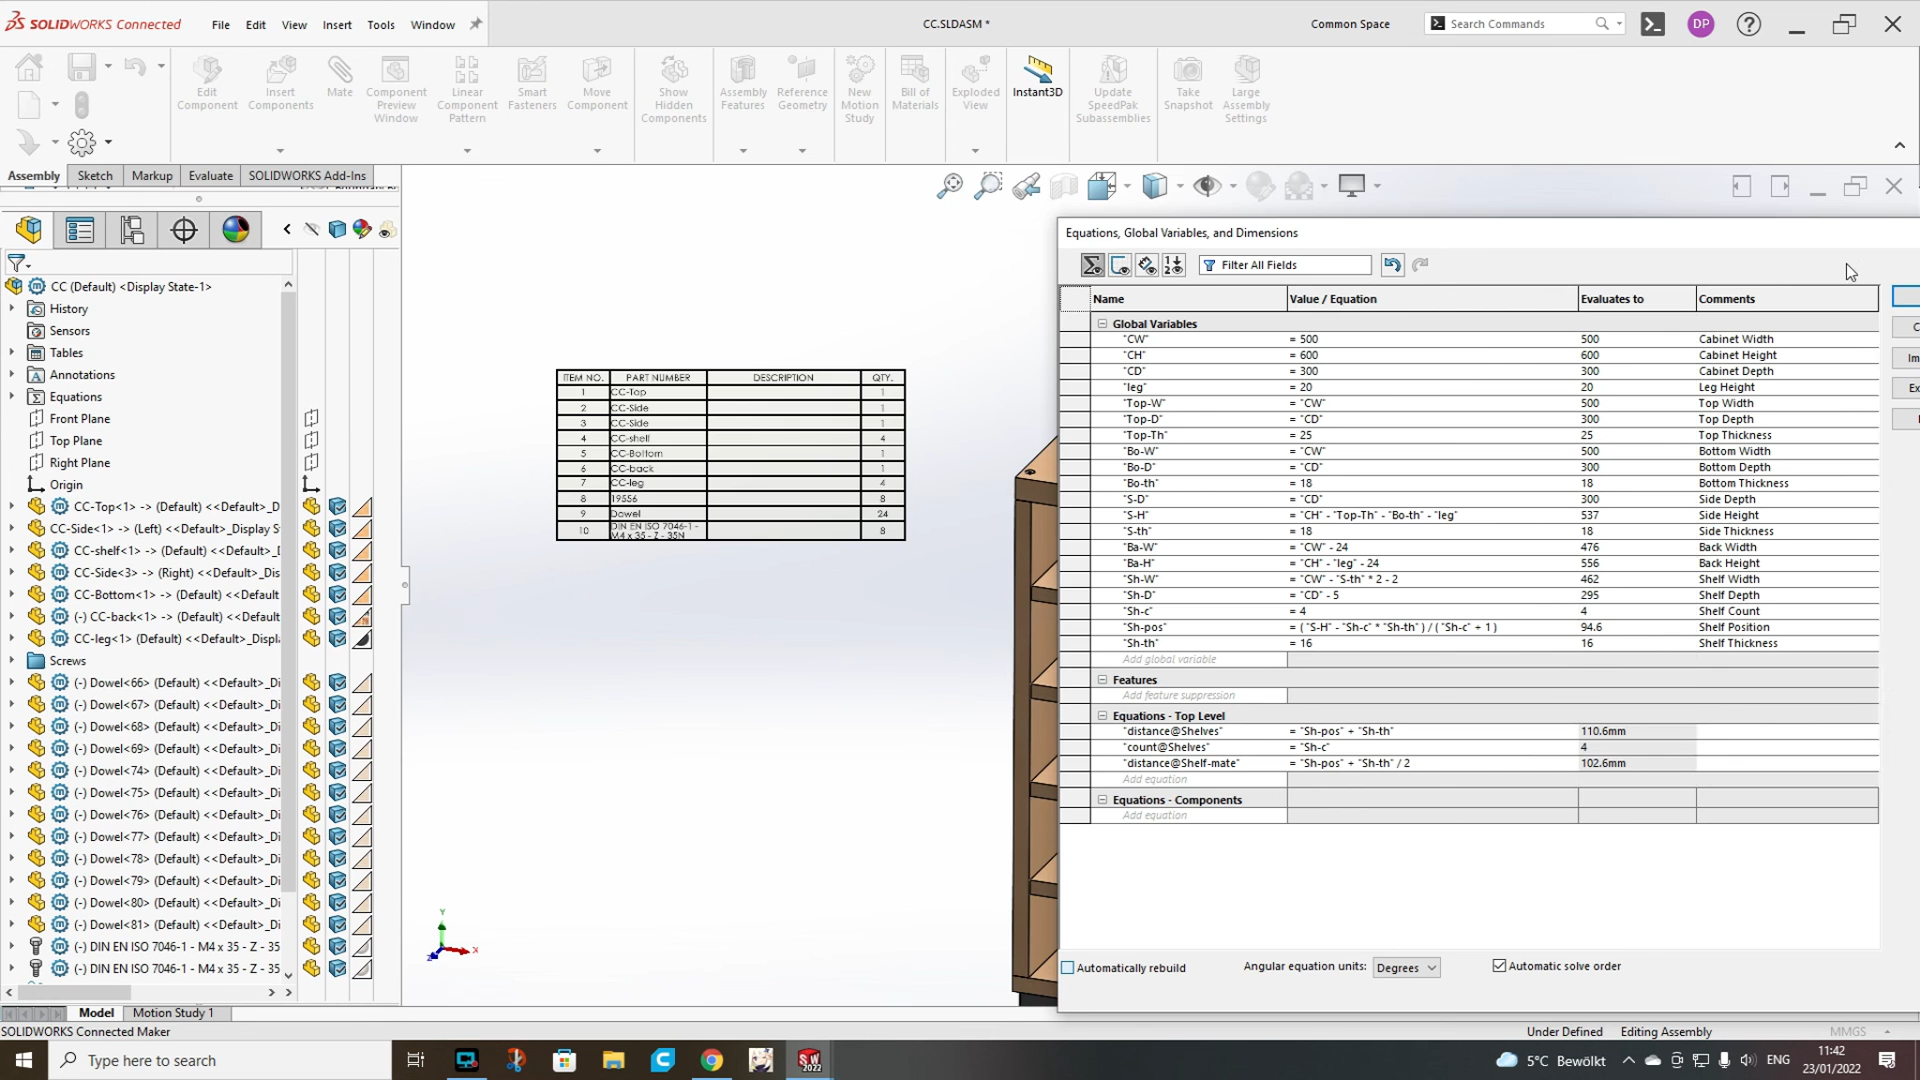 SOLIDWORKS Connected File Edit View Insert Tools Window CC.SLDASM * Common Space Search Commands DP
Edit Component Insert Components Mate Component Preview Window Linear Component Pattern Smart Fasteners Move Component Show Hidden Components Assembly Features Reference Geometry New Motion Study Bill of Materials Exploded View Instant3D Update SpeedPak Subassemblies Take Snapshot Large Assembly Settings
Assembly Sketch Markup Evaluate SOLIDWORKS Add-Ins
CC (Default) <Display State-1>
History
Sensors
Tables
Annotations
Equations
Front Plane
Top Plane
Right Plane
Origin
CC-Top<1> -> (Default) <<Default>_D
CC-Side<1> -> (Left) <<Default>_Display S
CC-shelf<1> -> (Default) <<Default>_
CC-Side<3> -> (Right) <<Default>_Dis
CC-Bottom<1> -> (Default) <<Default
(-) CC-back<1> -> (Default) <<Default
CC-leg<1> (Default) <<Default>_Displ
Screws
(-) Dowel<66> (Default) <<Default>_Di
(-) Dowel<67> (Default) <<Default>_Di
(-) Dowel<68> (Default) <<Default>_Di
(-) Dowel<69> (Default) <<Default>_Di
(-) Dowel<74> (Default) <<Default>_Di
(-) Dowel<75> (Default) <<Default>_Di
(-) Dowel<76> (Default) <<Default>_Di
(-) Dowel<77> (Default) <<Default>_Di
(-) Dowel<78> (Default) <<Default>_Di
(-) Dowel<79> (Default) <<Default>_Di
(-) Dowel<80> (Default) <<Default>_Di
(-) Dowel<81> (Default) <<Default>_Di
(-) DIN EN ISO 7046-1 - M4 x 35 - Z - 35
(-) DIN EN ISO 7046-1 - M4 x 35 - Z - 35
ITEM NO. PART NUMBER DESCRIPTION QTY.
1 CC-Top 1
2 CC-Side 1
3 CC-Side 1
4 CC-shelf 4
5 CC-Bottom 1
6 CC-back 1
7 CC-leg 4
8 19556 8
9 Dowel 24
10 DIN EN ISO 7046-1 - M4 x 35 - Z - 35N 8
Y
X
Z
Equations, Global Variables, and Dimensions
Filter All Fields
Name Value / Equation Evaluates to Comments
Global Variables
"CW" = 500 500 Cabinet Width
"CH" = 600 600 Cabinet Height
"CD" = 300 300 Cabinet Depth
"leg" = 20 20 Leg Height
"Top-W" = "CW" 500 Top Width
"Top-D" = "CD" 300 Top Depth
"Top-Th" = 25 25 Top Thickness
"Bo-W" = "CW" 500 Bottom Width
"Bo-D" = "CD" 300 Bottom Depth
"Bo-th" = 18 18 Bottom Thickness
"S-D" = "CD" 300 Side Depth
"S-H" = "CH" - "Top-Th" - "Bo-th" - "leg" 537 Side Height
"S-th" = 18 18 Side Thickness
"Ba-W" = "CW" - 24 476 Back Width
"Ba-H" = "CH" - "leg" - 24 556 Back Height
"Sh-W" = "CW" - "S-th" * 2 - 2 462 Shelf Width
"Sh-D" = "CD" - 5 295 Shelf Depth
"Sh-c" = 4 4 Shelf Count
"Sh-pos" = ( "S-H" - "Sh-c" * "Sh-th" ) / ( "Sh-c" + 1 ) 94.6 Shelf Position
"Sh-th" = 16 16 Shelf Thickness
Add global variable
Features
Add feature suppression
Equations - Top Level
"distance@Shelves" = "Sh-pos" + "Sh-th" 110.6mm
"count@Shelves" = "Sh-c" 4
"distance@Shelf-mate" = "Sh-pos" + "Sh-th" / 2 102.6mm
Add equation
Equations - Components
Add equation
C
Im
Ex
Automatically rebuild Angular equation units: Degrees Automatic solve order
Model Motion Study 1
SOLIDWORKS Connected Maker Under Defined Editing Assembly MMGS
Type here to search SW 2022 5°C Bewölkt ENG 11:42
23/01/2022